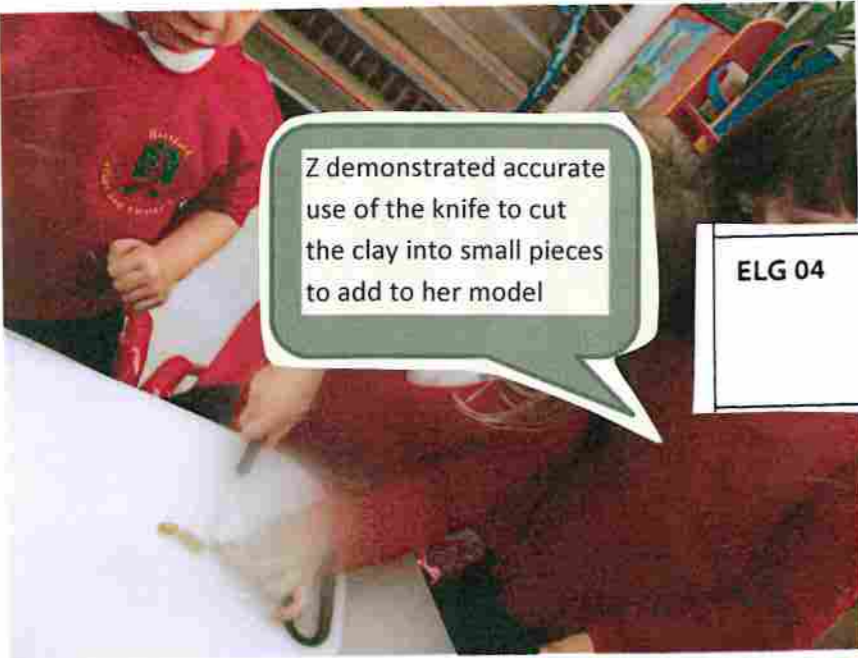 Z demonstrated accurate
use of the knife to cut
the clay into small pieces
to add to her model
ELG 04